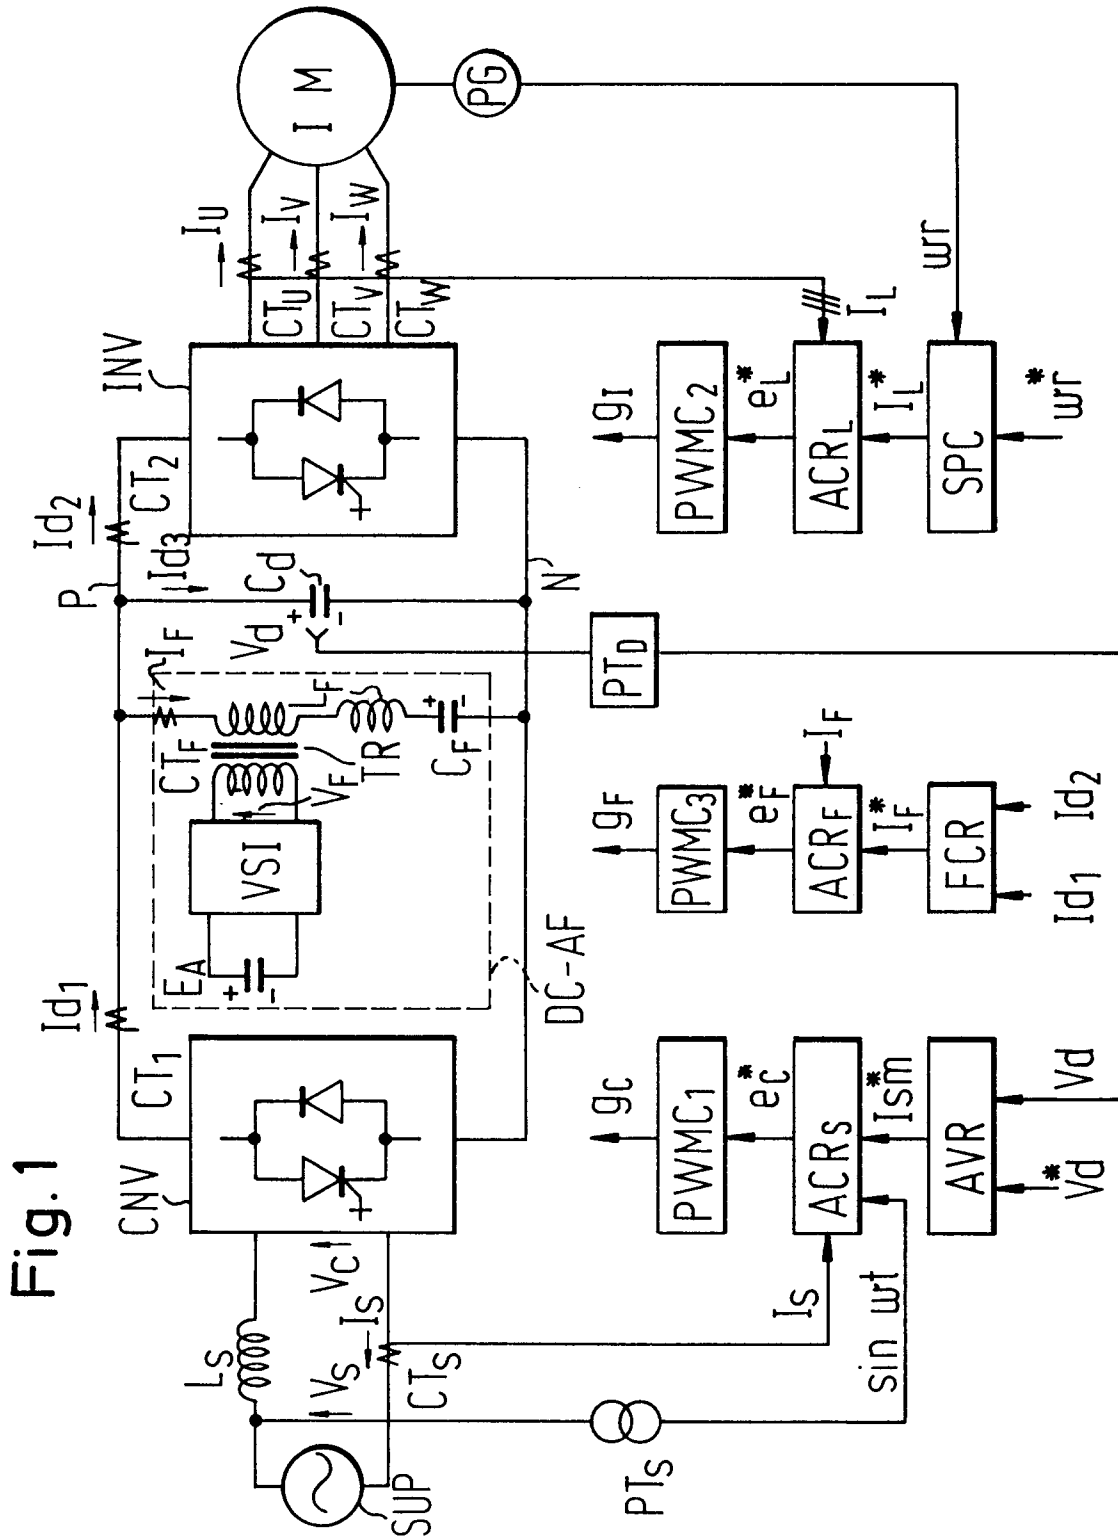 Fig.1
SUP
LS
VS
VC
IS
CTS
PTS
IS
sin wt
CNV
CT1
Id1
EA
VSI
VF
TR
CTF
IF
LF
CF
DC-AF
P
Id3
Cd
Vd
N
Id2
CT2
INV
IU
IV
IW
CTU
CTV
CTW
I M
PG
wr
gC
PWMC1
eC*
ACRS
Ism*
AVR
Vd*
Vd
gF
PWMC3
eF*
ACRF
IF
IF*
FCR
Id1
Id2
PTD
gI
PWMC2
eL*
ACRL
IL
IL*
SPC
wr*